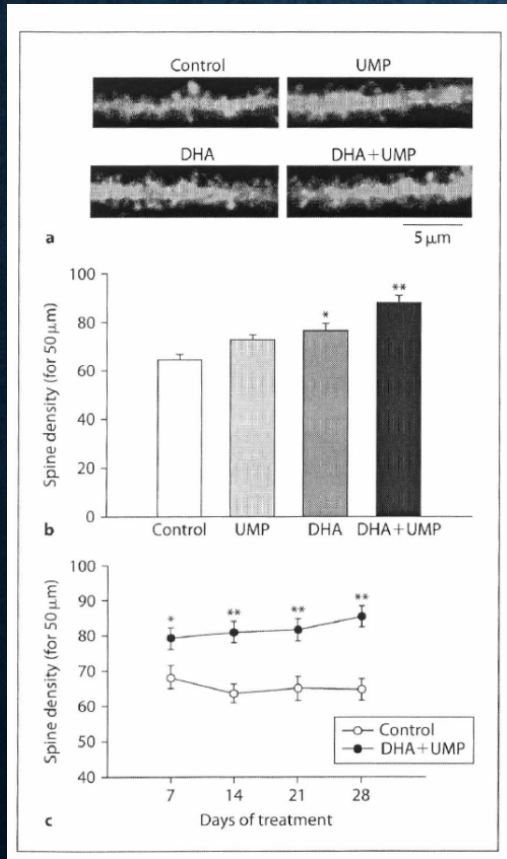 Control UMP
DHA DHA+UMP
a
5 μm
Spine density (for 50 μm)
100
80
60
40
20
0
*
**
b
Control UMP DHA DHA+UMP
Spine density (for 50 μm)
100
90
80
70
60
50
40
* ** ** **
Control
DHA+UMP
7 14 21 28
c
Days of treatment